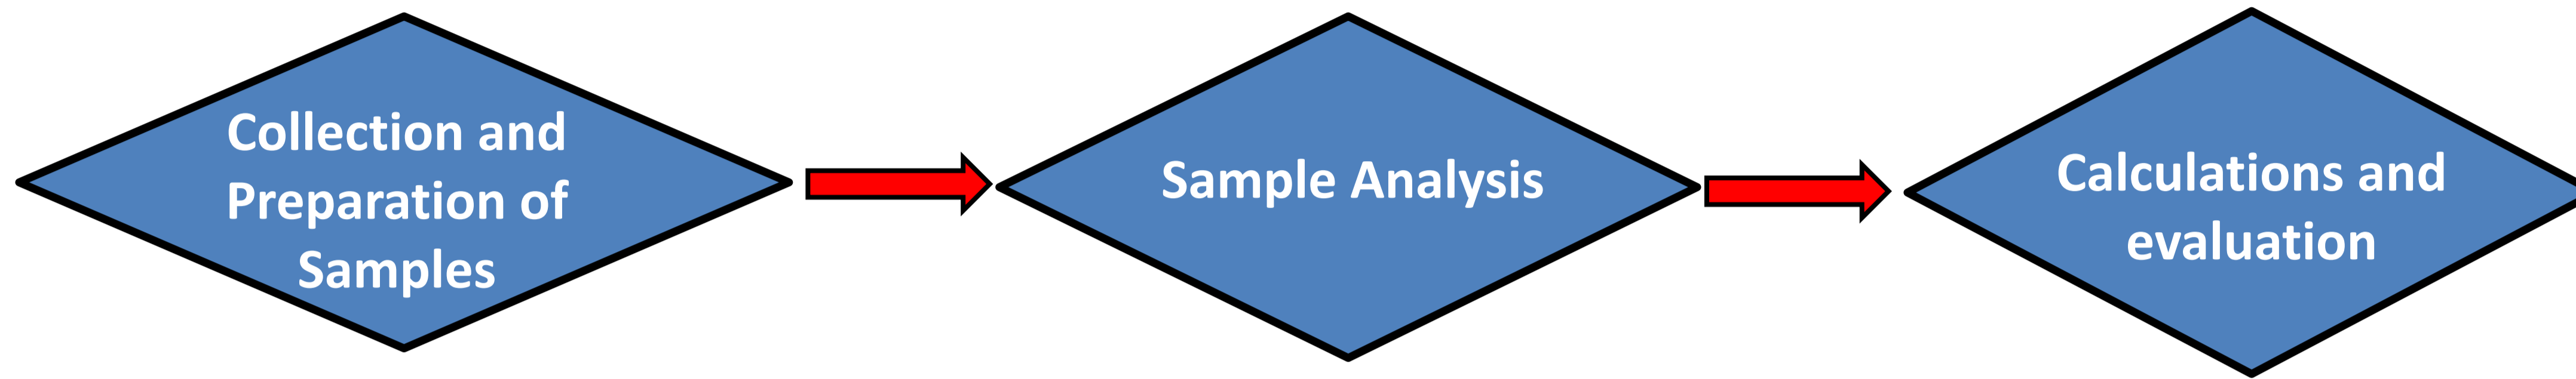 Collection and
Preparation of
Samples
Sample Analysis
Calculations and
evaluation